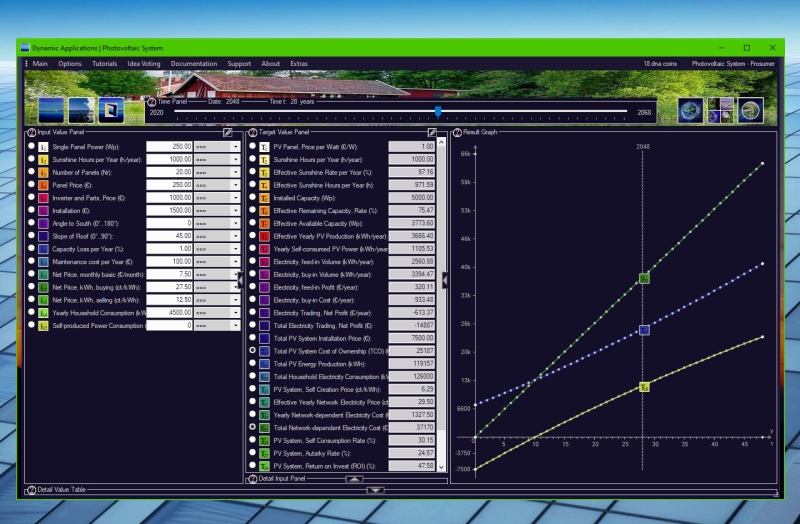 Dynamic Applications | Photovoltaic System
Main Options Tutorials Idea Voting Documentation Support About Extras 18 dna coins Photovoltaic System - Prosumer
Time Panel Date: 2048 Time t: 28 years
2020 2068
Input Value Panel
Single Panel Power (Wp): 250.00 ===
Sunshine Hours per Year (h/year): 1000.00 ===
Number of Panels (Nr): 20.00 ===
Panel Price (€): 250.00 ===
Inverter and Parts, Price (€): 1000.00 ===
Installation (€): 1500.00 ===
Angle to South (0°..180°): 0 ===
Slope of Roof (0°..90°): 45.00 ===
Capacity Loss per Year (%): 1.00 ===
Maintenance cost per Year (€): 100.00 ===
Net Price, monthly basic (€/month): 7.50 ===
Net Price, kWh, buying (ct/kWh): 27.50 ===
Net Price, kWh, selling (ct/kWh): 12.50 ===
Yearly Household Consumption (kW 4500.00 ===
Self-produced Power Consumption ( 0 ===
Target Value Panel
PV Panel, Price per Watt (€/W): 1.00
Sunshine Hours per Year (h/year): 1000.00
Effective Sunshine Rate per Year (%): 97.16
Effective Sunshine Hours per Year (h): 971.59
Installed Capacity (Wp): 5000.00
Effective Remaining Capacity, Rate (%): 75.47
Effective Available Capacity (Wp): 3773.60
Effective Yearly PV Production (kWh/year) 3666.40
Yearly Self-consumed PV Power (kWh/year 1105.53
Electricity, feed-in Volume (kWh/year): 2560.88
Electricity, buy-in Volume (kWh/year): 3394.47
Electricity, feed-in Profit (€/year): 320.11
Electricity, buy-in Cost (€/year): 933.48
Electricity Trading, Net Profit (€/year): -613.37
Total Electricity Trading, Net Profit (€): -14887
Total PV System Installation Price (€): 7500.00
Total PV System Cost of Ownership (TCO) ( 25187
Total PV Energy Production (kWh): 119157
Total Household Electricity Consumption (kV 126000
PV System, Self Creation Price (ct/kWh): 6.29
Effective Yearly Network Electricity Price (ct 29.50
Yearly Network-dependent Electricity Cost ( 1327.50
Total Network-dependent Electricity Cost (€ 37170
PV System, Self Consumption Rate (%): 30.15
PV System, Autarky Rate (%): 24.57
PV System, Return on Invest (ROI) (%): 47.58
Detail Input Panel
Result Graph
2048
66k
59k
53k
46k
40k
33k
26k
20k
13k
6600
0 5 10 15 20 25 30 35 40 45 50
y
t
-3750
-7500
Detail Value Table